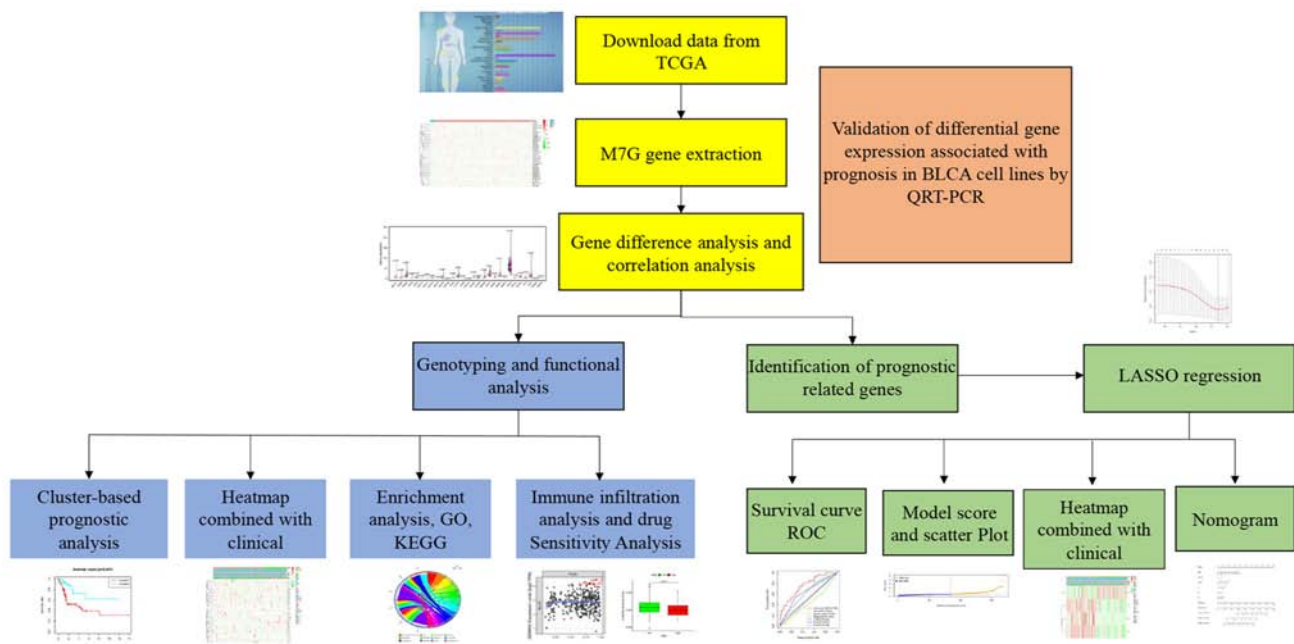 Download data from
TCGA
M7G gene extraction
Gene difference analysis and
correlation analysis
Validation of differential gene
expression associated with
prognosis in BLCA cell lines by
QRT-PCR
Genotyping and functional
analysis
Identification of prognostic
related genes
LASSO regression
Cluster-based
prognostic
analysis
Heatmap
combined with
clinical
Enrichment
analysis, GO,
KEGG
Immune infiltration
analysis and drug
Sensitivity Analysis
Survival curve
ROC
Model score
and scatter Plot
Heatmap
combined with
clinical
Nomogram